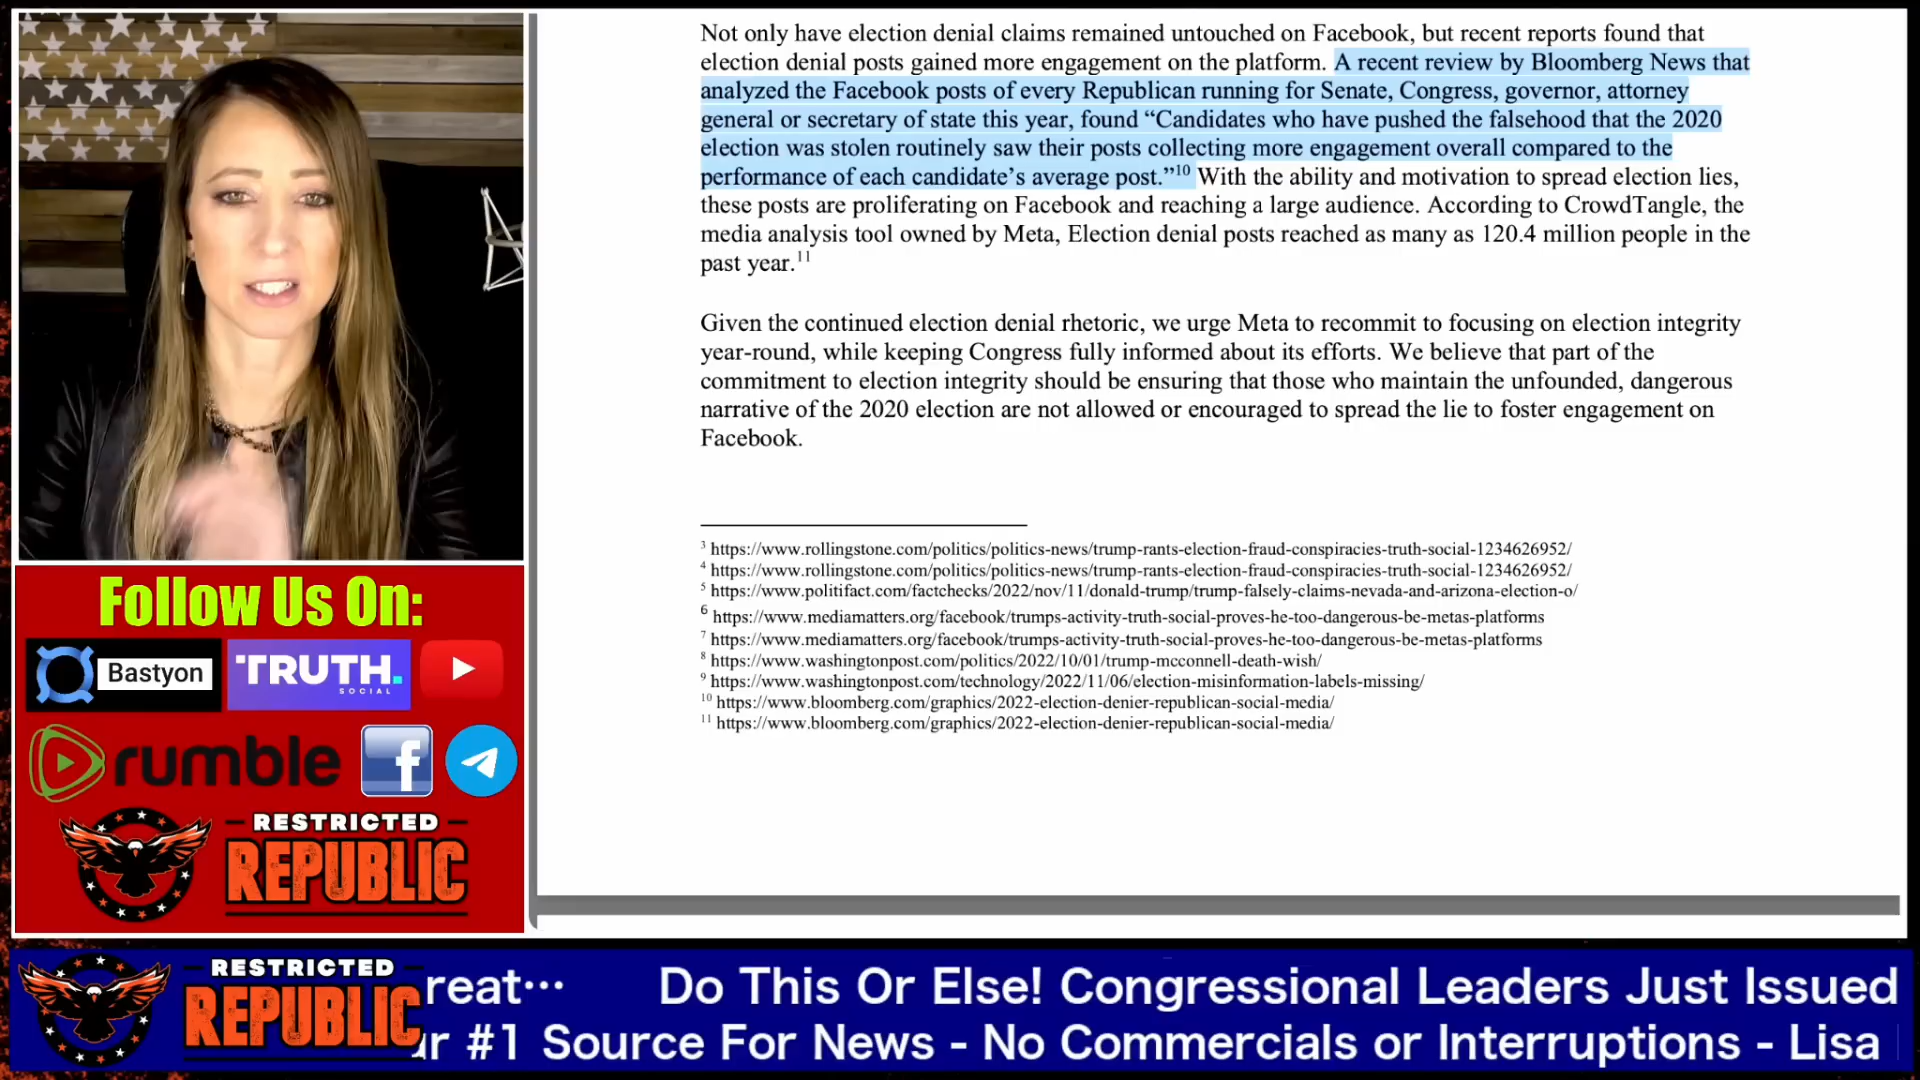 Not only have election denial claims remained untouched on Facebook, but recent reports found that
election denial posts gained more engagement on the platform. A recent review by Bloomberg News that
analyzed the Facebook posts of every Republican running for Senate, Congress, governor, attorney
general or secretary of state this year, found “Candidates who have pushed the falsehood that the 2020
election was stolen routinely saw their posts collecting more engagement overall compared to the
performance of each candidate’s average post.”10 With the ability and motivation to spread election lies,
these posts are proliferating on Facebook and reaching a large audience. According to CrowdTangle, the
media analysis tool owned by Meta, Election denial posts reached as many as 120.4 million people in the
past year.11
Given the continued election denial rhetoric, we urge Meta to recommit to focusing on election integrity
year-round, while keeping Congress fully informed about its efforts. We believe that part of the
commitment to election integrity should be ensuring that those who maintain the unfounded, dangerous
narrative of the 2020 election are not allowed or encouraged to spread the lie to foster engagement on
Facebook.
3 https://www.rollingstone.com/politics/politics-news/trump-rants-election-fraud-conspiracies-truth-social-1234626952/
4 https://www.rollingstone.com/politics/politics-news/trump-rants-election-fraud-conspiracies-truth-social-1234626952/
5 https://www.politifact.com/factchecks/2022/nov/11/donald-trump/trump-falsely-claims-nevada-and-arizona-election-o/
6 https://www.mediamatters.org/facebook/trumps-activity-truth-social-proves-he-too-dangerous-be-metas-platforms
7 https://www.mediamatters.org/facebook/trumps-activity-truth-social-proves-he-too-dangerous-be-metas-platforms
8 https://www.washingtonpost.com/politics/2022/10/01/trump-mcconnell-death-wish/
9 https://www.washingtonpost.com/technology/2022/11/06/election-misinformation-labels-missing/
10 https://www.bloomberg.com/graphics/2022-election-denier-republican-social-media/
11 https://www.bloomberg.com/graphics/2022-election-denier-republican-social-media/
Follow Us On:
Bastyon
TRUTH.
SOCIAL
rumble
f
RESTRICTED
REPUBLIC
RESTRICTED
REPUBLIC
reat… Do This Or Else! Congressional Leaders Just Issued
ur #1 Source For News - No Commercials or Interruptions - Lisa